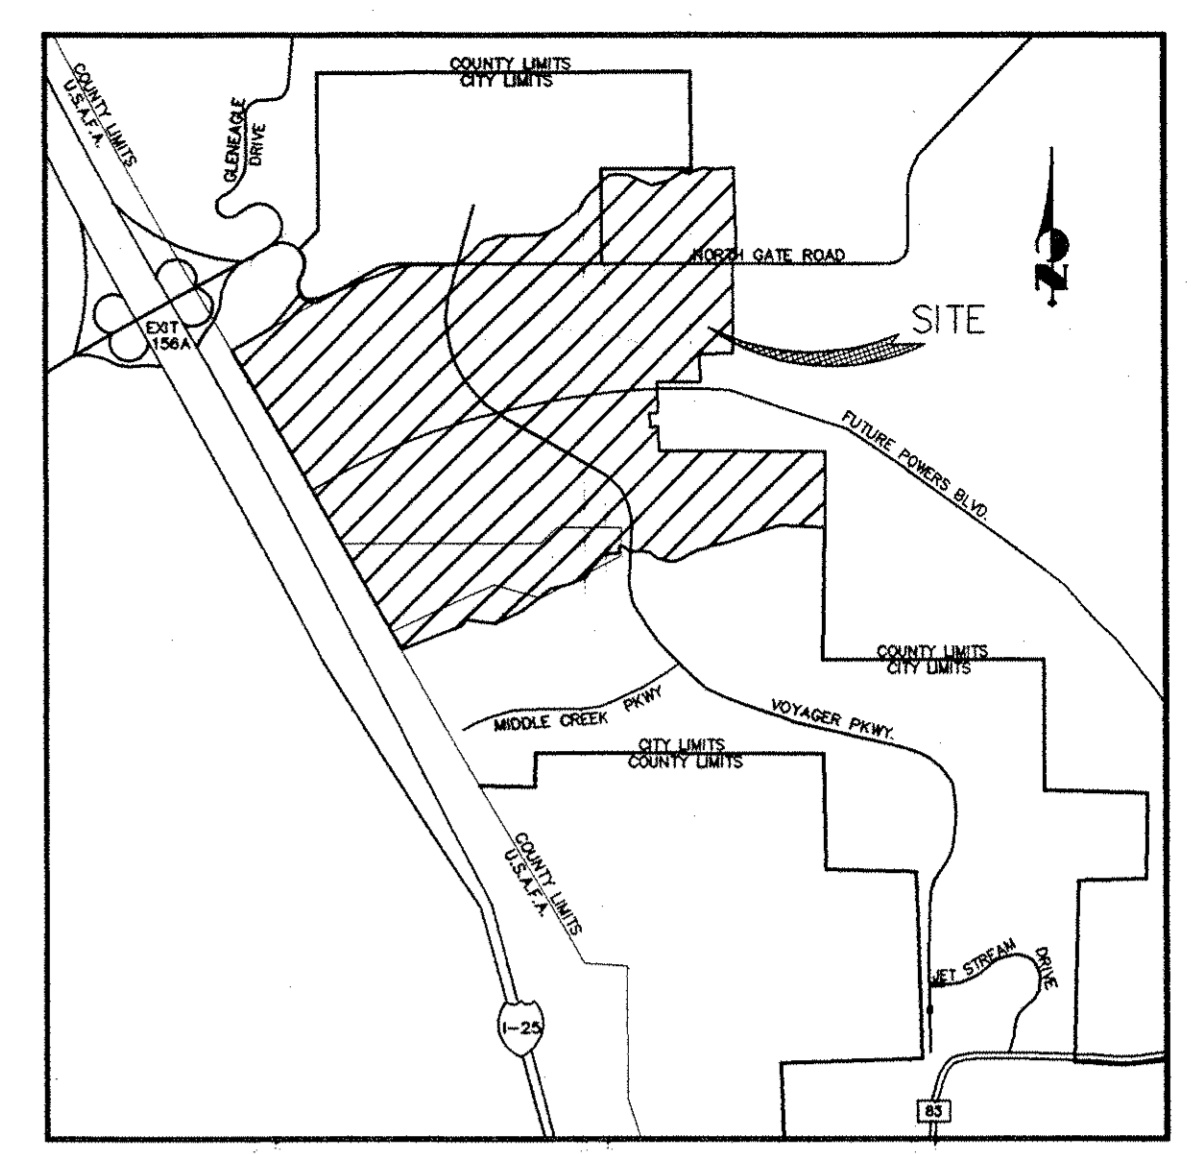 COUNTY LIMITS
CITY LIMITS
COUNTY LIMITS
U.S.A.F.A.
GLENEAGLE
DRIVE
NORTH GATE ROAD
N
SITE
EXIT
156A
FUTURE POWERS BLVD.
COUNTY LIMITS
CITY LIMITS
MIDDLE CREEK PKWY
VOYAGER PKWY.
CITY LIMITS
COUNTY LIMITS
COUNTY LIMITS
U.S.A.F.A.
JET STREAM DRIVE
I-25
83